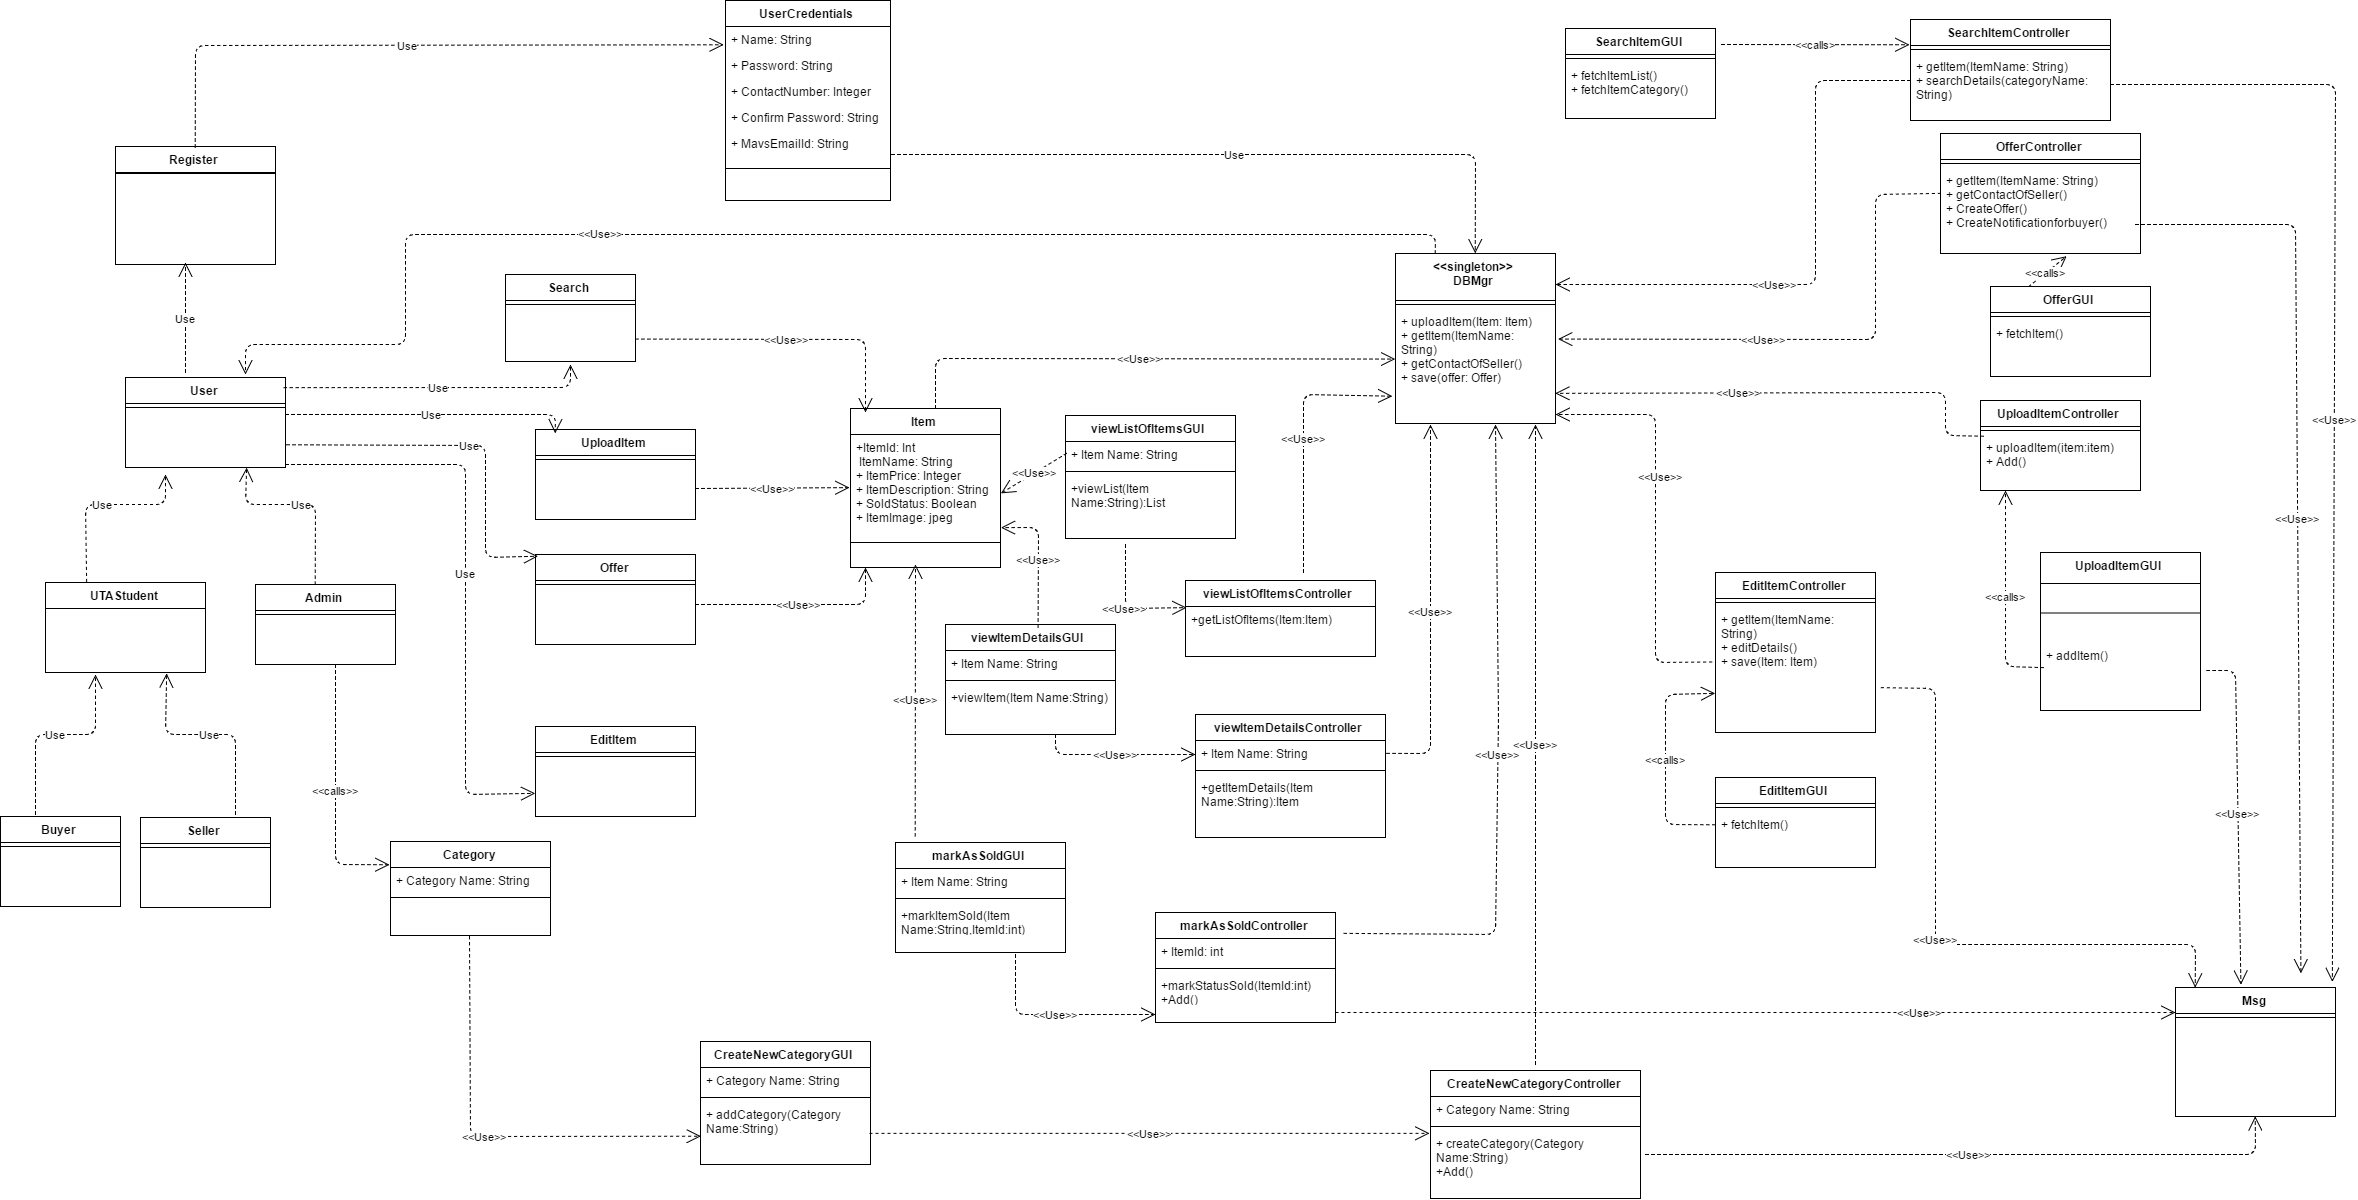 UserCredentials
+ Name: String
+ Password: String
+ ContactNumber: Integer
+ Confirm Password: String
+ MavsEmailId: String
Use
Use
Register
Use
SearchItemGUI
+ fetchItemList()
+ fetchItemCategory()
<<calls>
SearchItemController
+ getItem(ItemName: String)
+ searchDetails(categoryName:
String)
OfferController
+ getItem(ItemName: String)
+ getContactOfSeller()
+ CreateOffer()
+ CreateNotificationforbuyer()
<<calls>
OfferGUI
+ fetchItem()
<<Use>>
<<singleton>>
DBMgr
+ uploadItem(Item: Item)
+ getItem(ItemName:
String)
+ getContactOfSeller()
+ save(offer: Offer)
<<Use>>
<<Use>>
<<Use>>
<<Use>>
<<Use>>
<<Use>>
Search
<<Use>>
<<Use>>
User
Use
Use
Use
Use
Use
Use
UploadItem
<<Use>>
Item
+ItemId: Int
ItemName: String
+ ItemPrice: Integer
+ ItemDescription: String
+ SoldStatus: Boolean
+ ItemImage: jpeg
viewListOfItemsGUI
+ Item Name: String
+viewList(Item
Name:String):List
<<Use>>
<<Use>>
<<Use>>
<<Use>>
UploadItemController
+ uploadItem(item:item)
+ Add()
<<calls>
UploadItemGUI
+ addItem()
Offer
<<Use>>
UTAStudent
Admin
viewListOfItemsController
+getListOfItems(Item:Item)
<<Use>>
EditItemController
+ getItem(ItemName:
String)
+ editDetails()
+ save(Item: Item)
viewItemDetailsGUI
+ Item Name: String
+viewItem(Item Name:String)
<<Use>>
<<Use>>
viewItemDetailsController
+ Item Name: String
+getItemDetails(Item
Name:String):Item
<<Use>>
<<Use>>
<<calls>
EditItemGUI
+ fetchItem()
<<Use>>
Use
Use
EditItem
<<calls>>
Buyer
Seller
Category
+ Category Name: String
markAsSoldGUI
+ Item Name: String
+markItemSold(Item
Name:String,ItemId:int)
<<Use>>
markAsSoldController
+ ItemId: int
+markStatusSold(ItemId:int)
+Add()
<<Use>>
<<Use>>
Msg
CreateNewCategoryGUI
+ Category Name: String
+ addCategory(Category
Name:String)
<<Use>>
<<Use>>
CreateNewCategoryController
+ Category Name: String
+ createCategory(Category
Name:String)
+Add()
<<Use>>